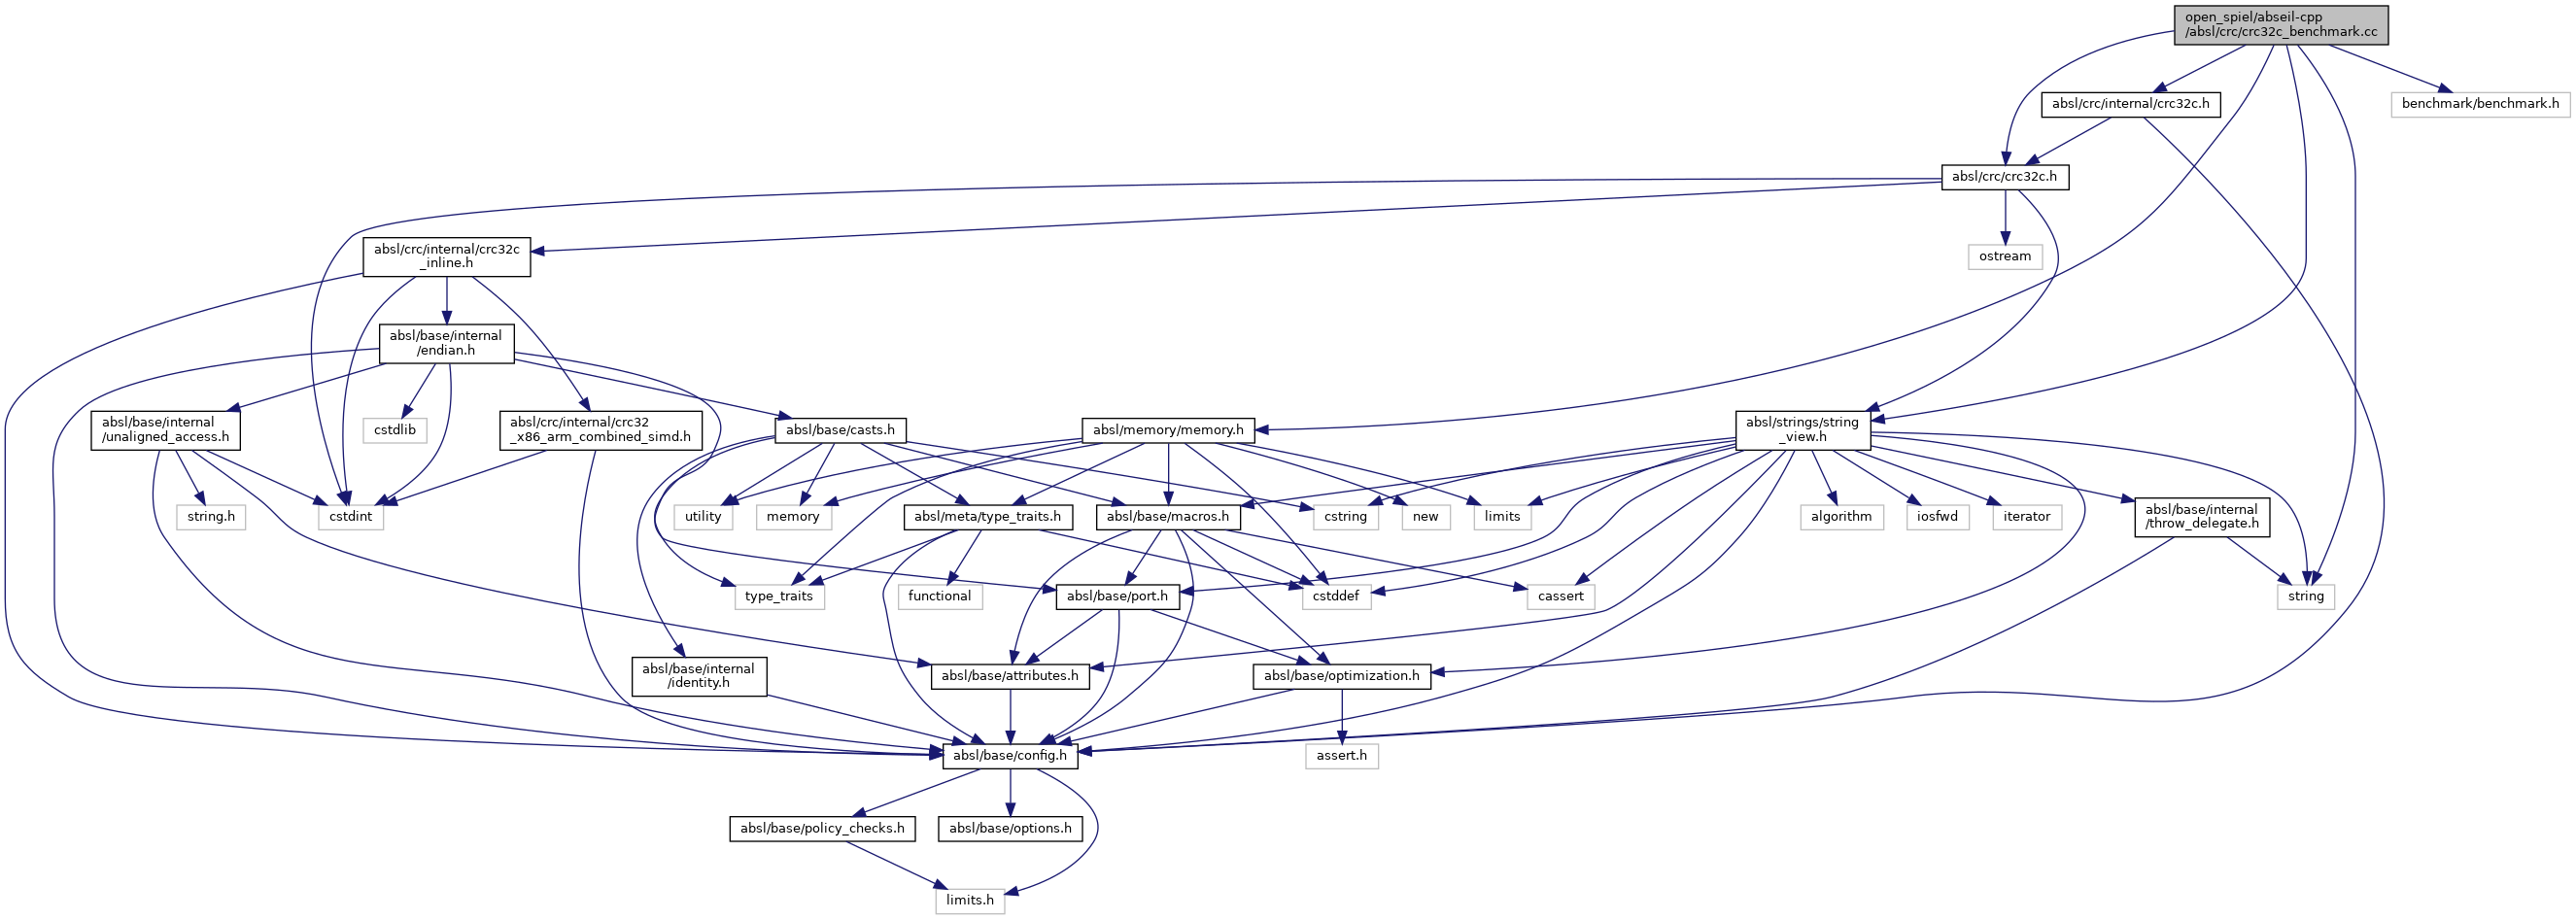 open_spiel/abseil-cpp
/absl/crc/crc32c_benchmark.cc
absl/crc/internal/crc32c.h
benchmark/benchmark.h
absl/crc/crc32c.h
absl/crc/internal/crc32c
_inline.h
ostream
absl/base/internal
/endian.h
absl/base/internal
/unaligned_access.h
cstdlib
absl/crc/internal/crc32
_x86_arm_combined_simd.h
absl/base/casts.h
absl/memory/memory.h
absl/strings/string
_view.h
string.h
cstdint
utility
memory
absl/meta/type_traits.h
absl/base/macros.h
cstring
new
limits
algorithm
iosfwd
iterator
absl/base/internal
/throw_delegate.h
type_traits
functional
absl/base/port.h
cstddef
cassert
string
absl/base/internal
/identity.h
absl/base/attributes.h
absl/base/optimization.h
absl/base/config.h
assert.h
absl/base/policy_checks.h
absl/base/options.h
limits.h